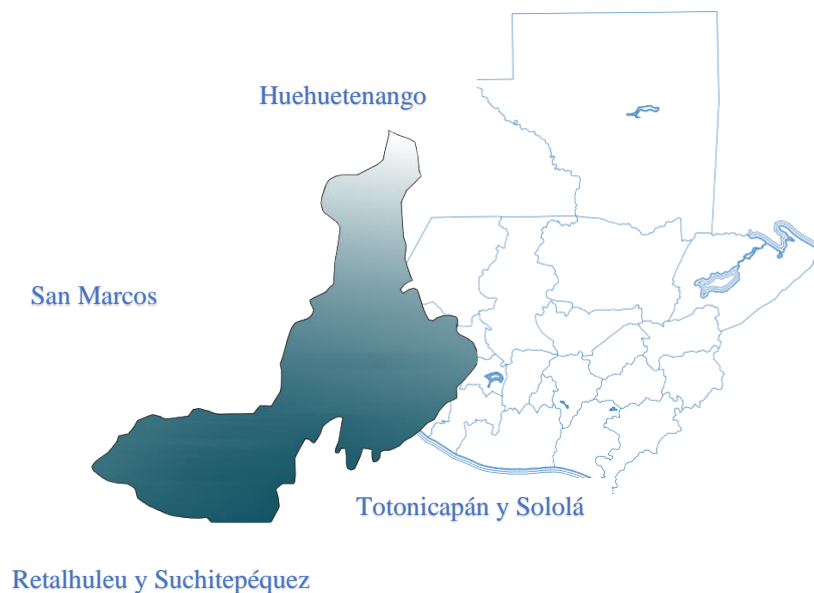 Huehuetenango
San Marcos
Totonicapán y Sololá
Retalhuleu y Suchitepéquez